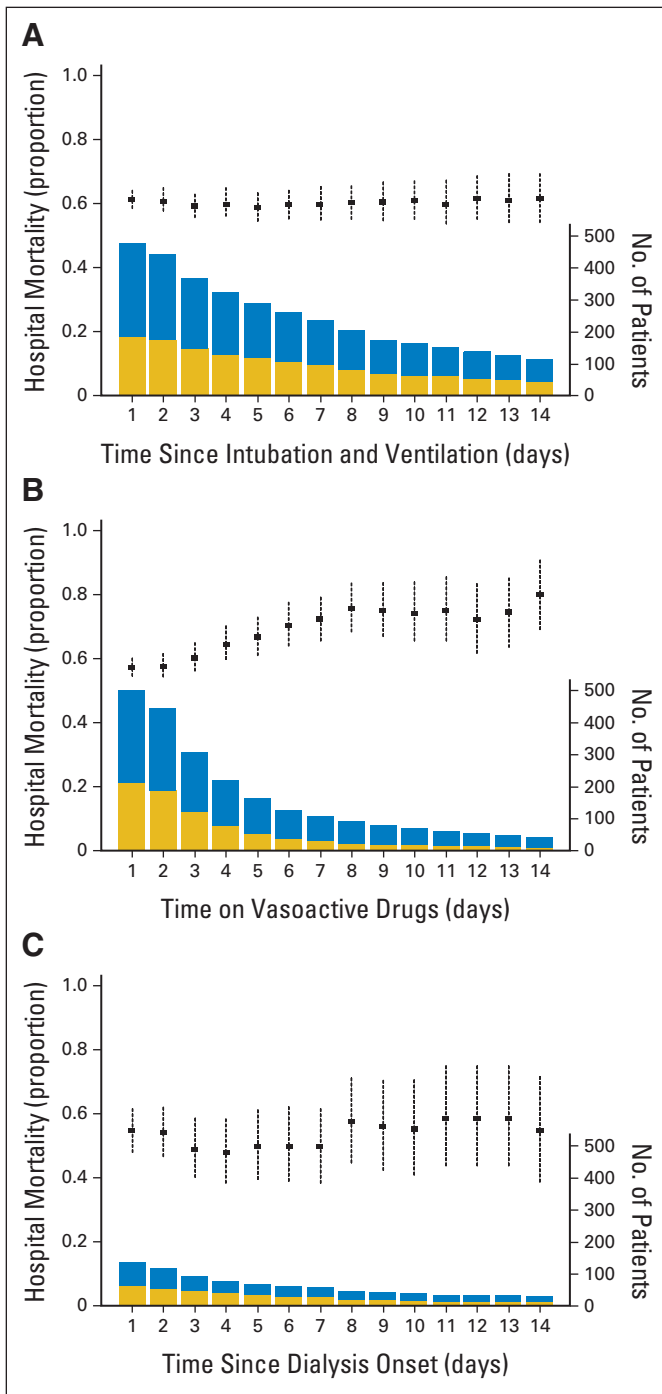 A
Hospital Mortality (proportion)
1.0
0.8
0.6
0.4
0.2
0
500
400
300
200
100
0
No. of Patients
1 2 3 4 5 6 7 8 9 10 11 12 13 14
Time Since Intubation and Ventilation (days)
B
Hospital Mortality (proportion)
1.0
0.8
0.6
0.4
0.2
0
500
400
300
200
100
0
No. of Patients
1 2 3 4 5 6 7 8 9 10 11 12 13 14
Time on Vasoactive Drugs (days)
C
Hospital Mortality (proportion)
1.0
0.8
0.6
0.4
0.2
0
500
400
300
200
100
0
No. of Patients
1 2 3 4 5 6 7 8 9 10 11 12 13 14
Time Since Dialysis Onset (days)